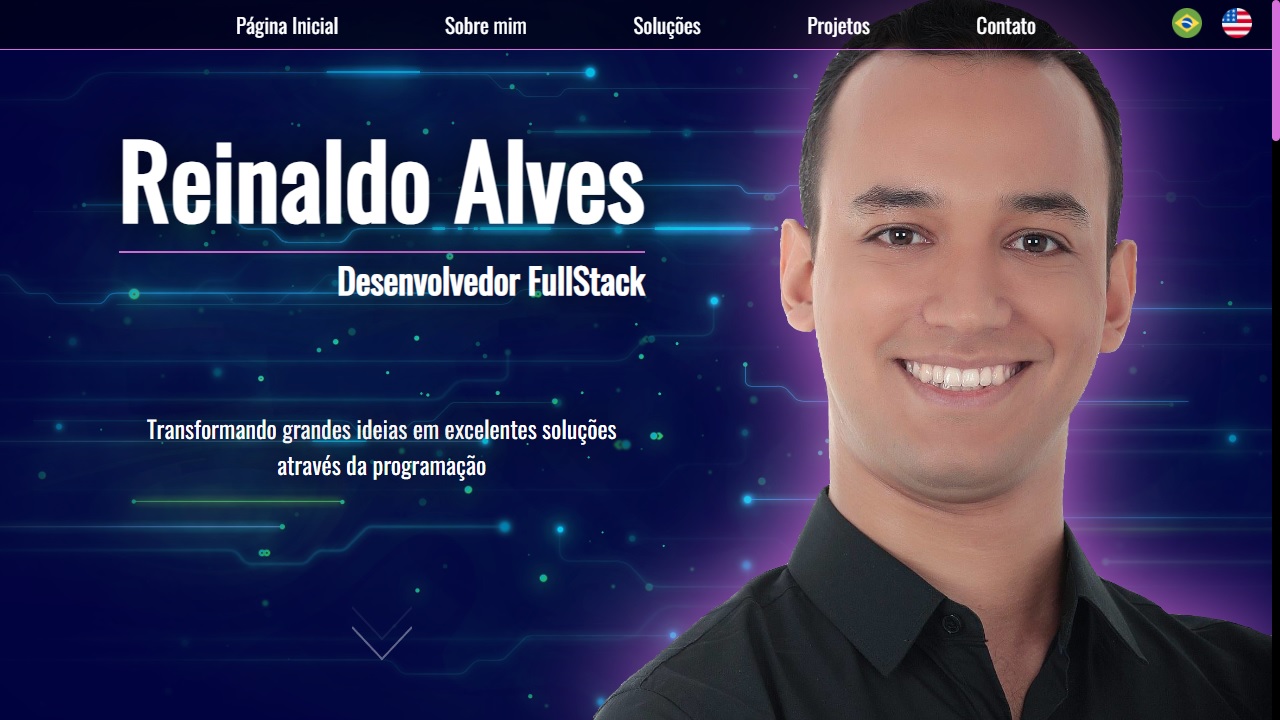 Página Inicial Sobre mim Soluções Projetos Contato
Reinaldo Alves
Desenvolvedor FullStack
Transformando grandes ideias em excelentes soluções
através da programação